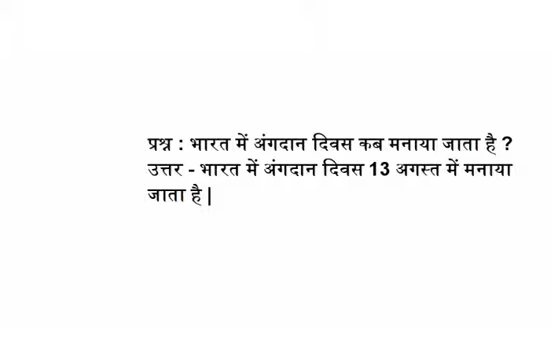 प्रश्न : भारत में अंगदान दिवस कब मनाया जाता है ?
उत्तर - भारत में अंगदान दिवस 13 अगस्त में मनाया
जाता है |